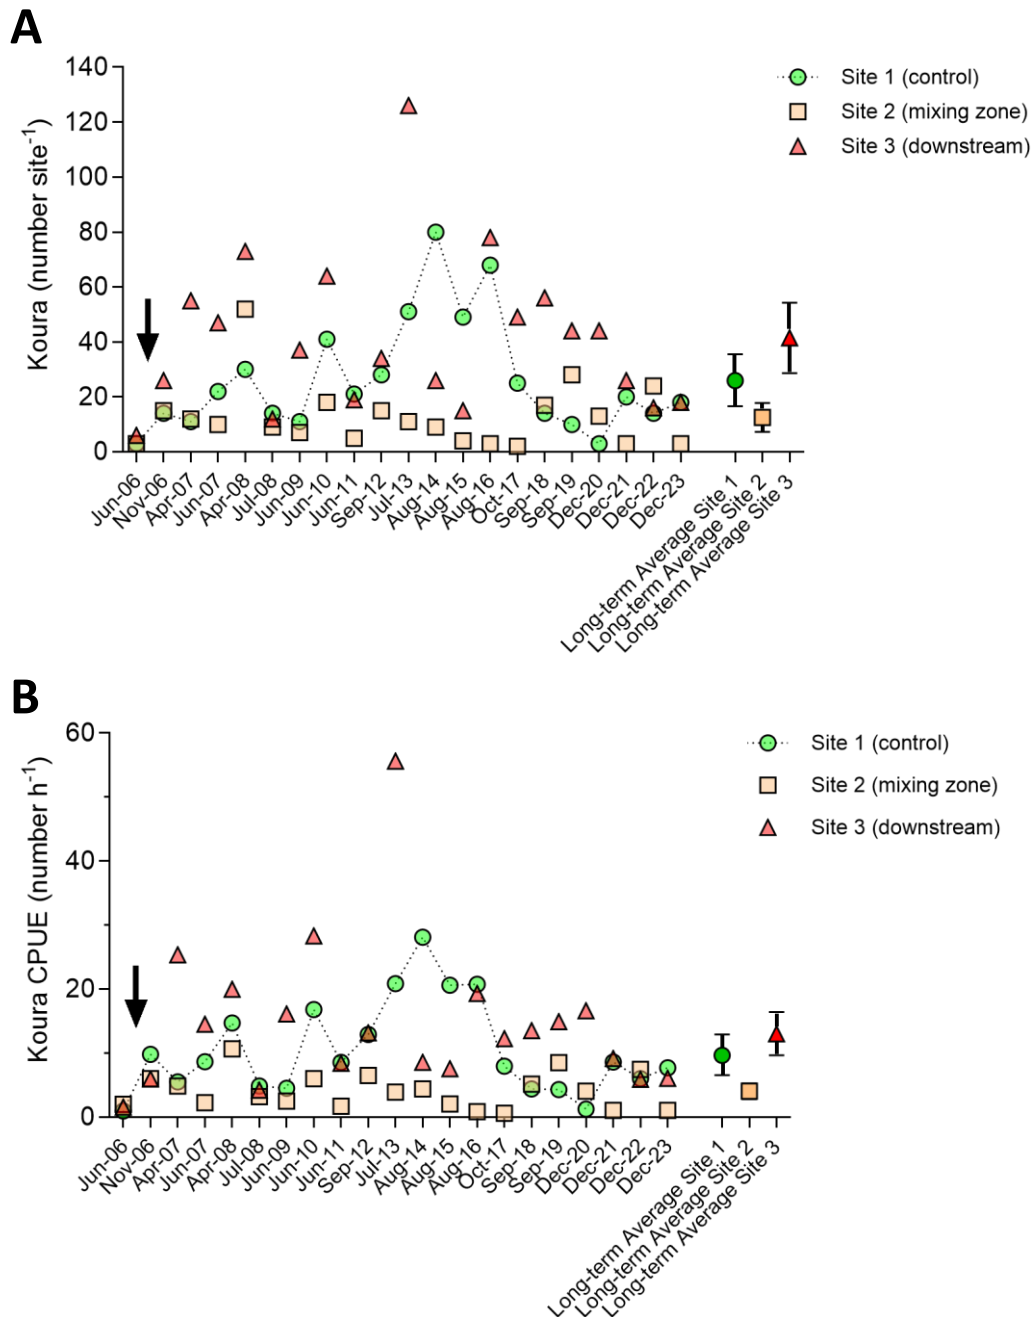 A
Koura (number site-1)
140
120
100
80
60
40
20
0
Site 1 (control)
Site 2 (mixing zone)
Site 3 (downstream)
Jun-06
Nov-06
Apr-07
Jun-07
Apr-08
Jul-08
Jun-09
Jun-10
Jun-11
Sep-12
Jul-13
Aug-14
Aug-15
Aug-16
Oct-17
Sep-18
Sep-19
Dec-20
Dec-21
Dec-22
Dec-23
Long-term Average Site 1
Long-term Average Site 2
Long-term Average Site 3
B
Koura CPUE (number h-1)
60
40
20
0
Site 1 (control)
Site 2 (mixing zone)
Site 3 (downstream)
Jun-06
Nov-06
Apr-07
Jun-07
Apr-08
Jul-08
Jun-09
Jun-10
Jun-11
Sep-12
Jul-13
Aug-14
Aug-15
Aug-16
Oct-17
Sep-18
Sep-19
Dec-20
Dec-21
Dec-22
Dec-23
Long-term Average Site 1
Long-term Average Site 2
Long-term Average Site 3